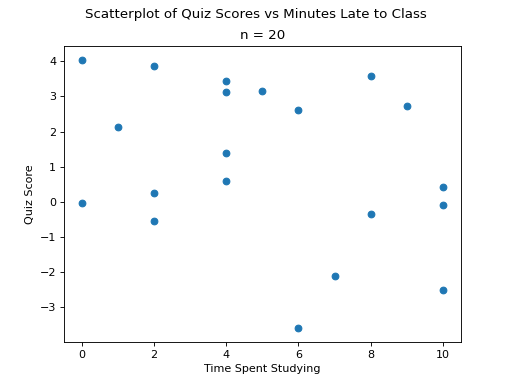 Scatterplot of Quiz Scores vs Minutes Late to Class
n = 20
4
3
2
1
0
−1
−2
−3
Quiz Score
0 2 4 6 8 10
Time Spent Studying